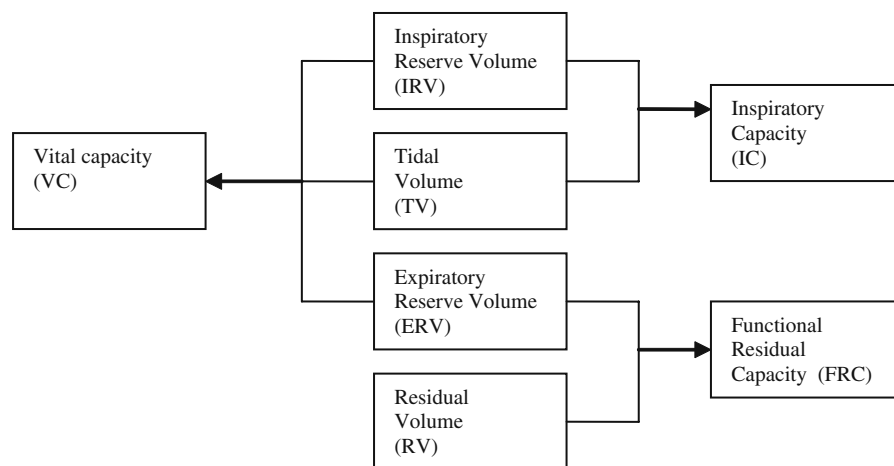 Inspiratory
Reserve Volume
(IRV)
Inspiratory
Capacity
(IC)
Vital capacity
(VC)
Tidal
Volume
(TV)
Expiratory
Reserve Volume
(ERV)
Functional
Residual
Capacity (FRC)
Residual
Volume
(RV)